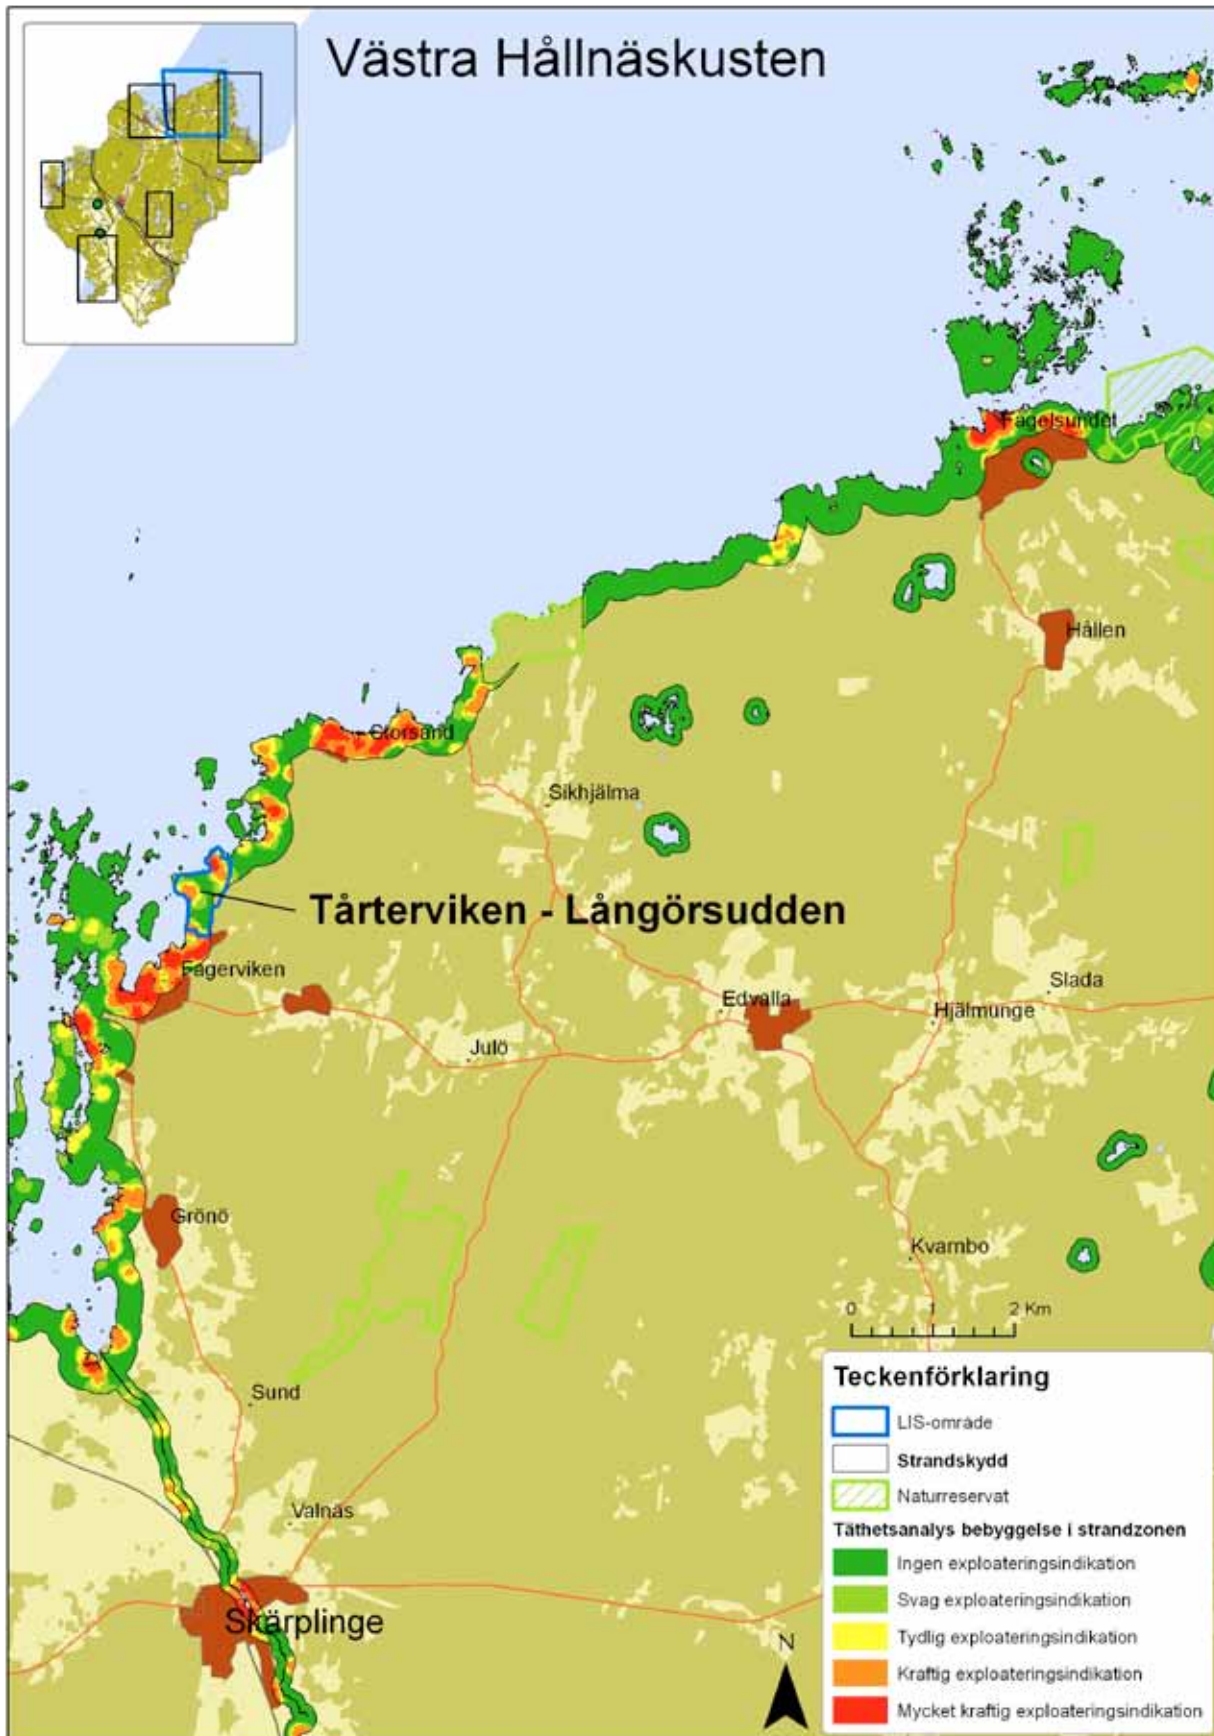 Västra Hållnäskusten
Fågelsundet
Hållen
Storsand
Sikhjälma
Tårterviken - Långörsudden
Fagerviken
Edvalla
Slada
Hjälmunge
Julö
Grönö
Kvarnbo
0 1 2 Km
Sund
Valnäs
Skärplinge
N
Teckenförklaring
LIS-område
Strandskydd
Naturreservat
Täthetsanalys bebyggelse i strandzonen
Ingen exploateringsindikation
Svag exploateringsindikation
Tydlig exploateringsindikation
Kraftig exploateringsindikation
Mycket kraftig exploateringsindikation